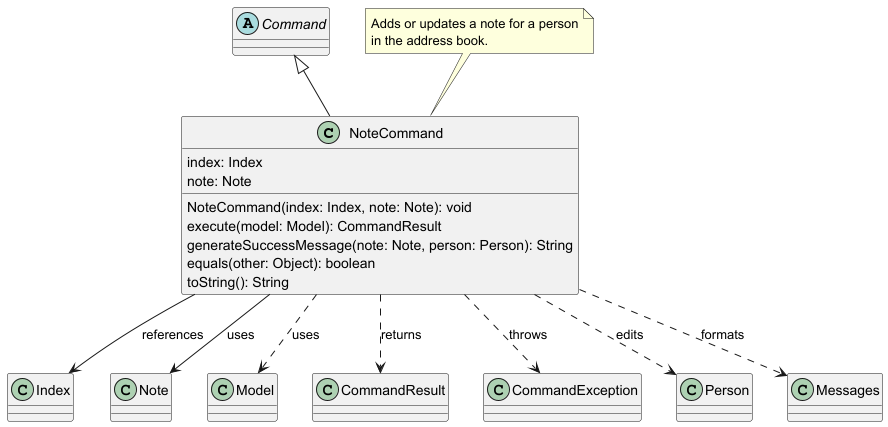 A Command
Adds or updates a note for a person
in the address book.
C NoteCommand
index: Index
note: Note
NoteCommand(index: Index, note: Note): void
execute(model: Model): CommandResult
generateSuccessMessage(note: Note, person: Person): String
equals(other: Object): boolean
toString(): String
references uses uses returns throws edits formats
C Index C Note C Model C CommandResult C CommandException C Person C Messages